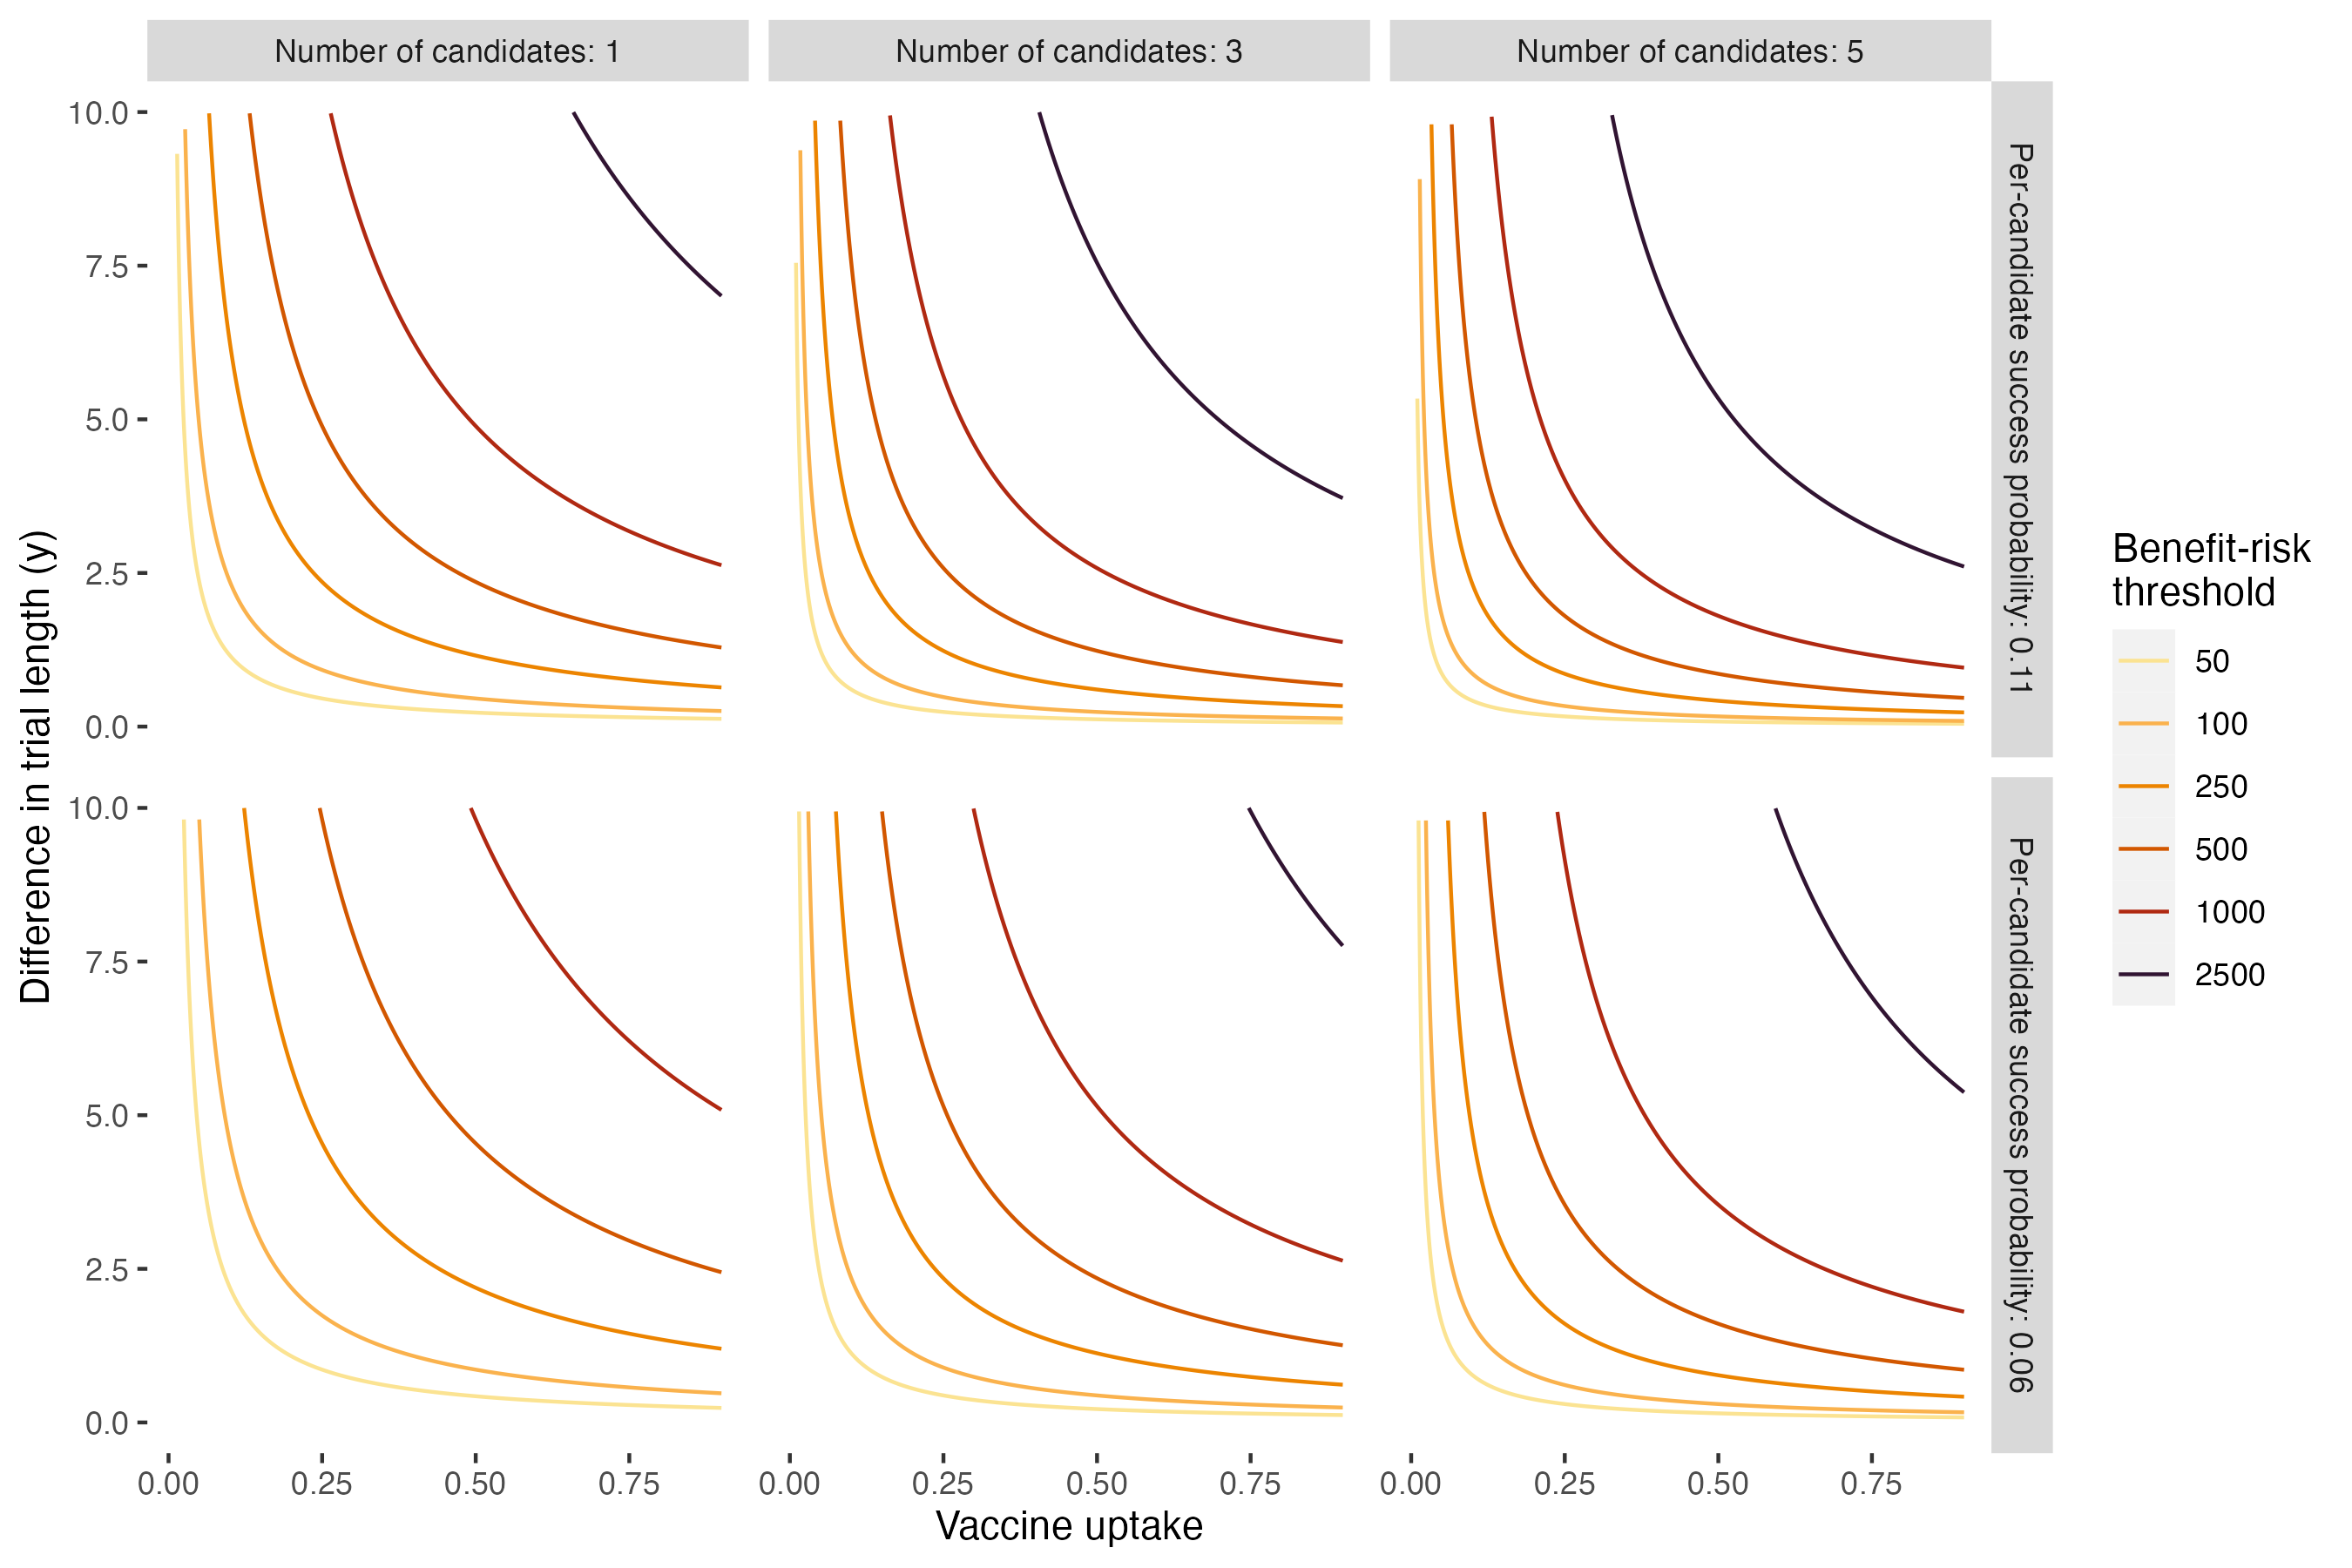 Number of candidates: 1
Number of candidates: 3
Number of candidates: 5
10.0
7.5
5.0
2.5
0.0
Per-candidate success probability: 0.11
10.0
7.5
5.0
2.5
0.0
Per-candidate success probability: 0.06
Difference in trial length (y)
0.00 0.25 0.50 0.75
0.00 0.25 0.50 0.75
0.00 0.25 0.50 0.75
Vaccine uptake
Benefit-risk
threshold
50
100
250
500
1000
2500